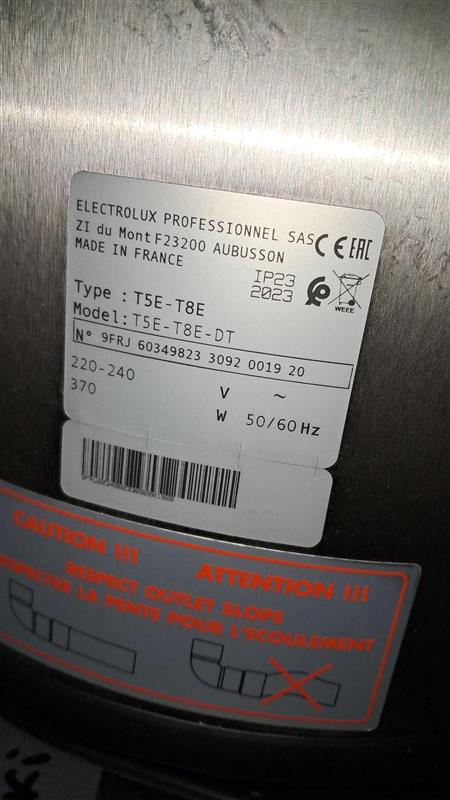 ELECTROLUX PROFESSIONNEL SAS
ZI du Mont F23200 AUBUSSON
MADE IN FRANCE
CE EAC
IP23
2023
WEEE
Type : T5E-T8E
Model: T5E-T8E-DT
N° 9FRJ 60349823 3092 0019 20
220-240 V ~
370 W 50/60 Hz
CAUTION !!! ATTENTION !!!
RESPECT OUTLET SLOPE
RESPECTER LA PENTE POUR L'ECOULEMENT